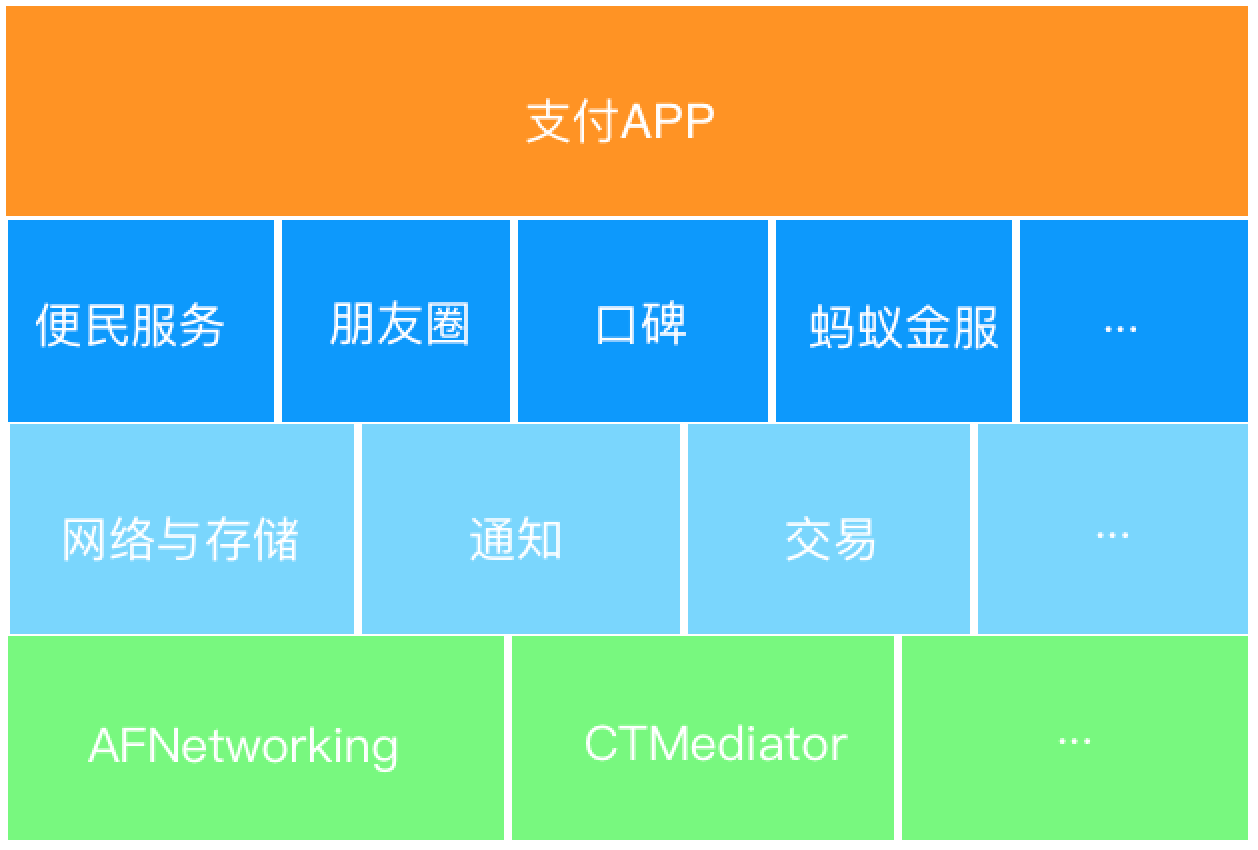 支付APP
便民服务
朋友圈
口碑
蚂蚁金服
...
网络与存储
通知
交易
...
AFNetworking
CTMediator
...